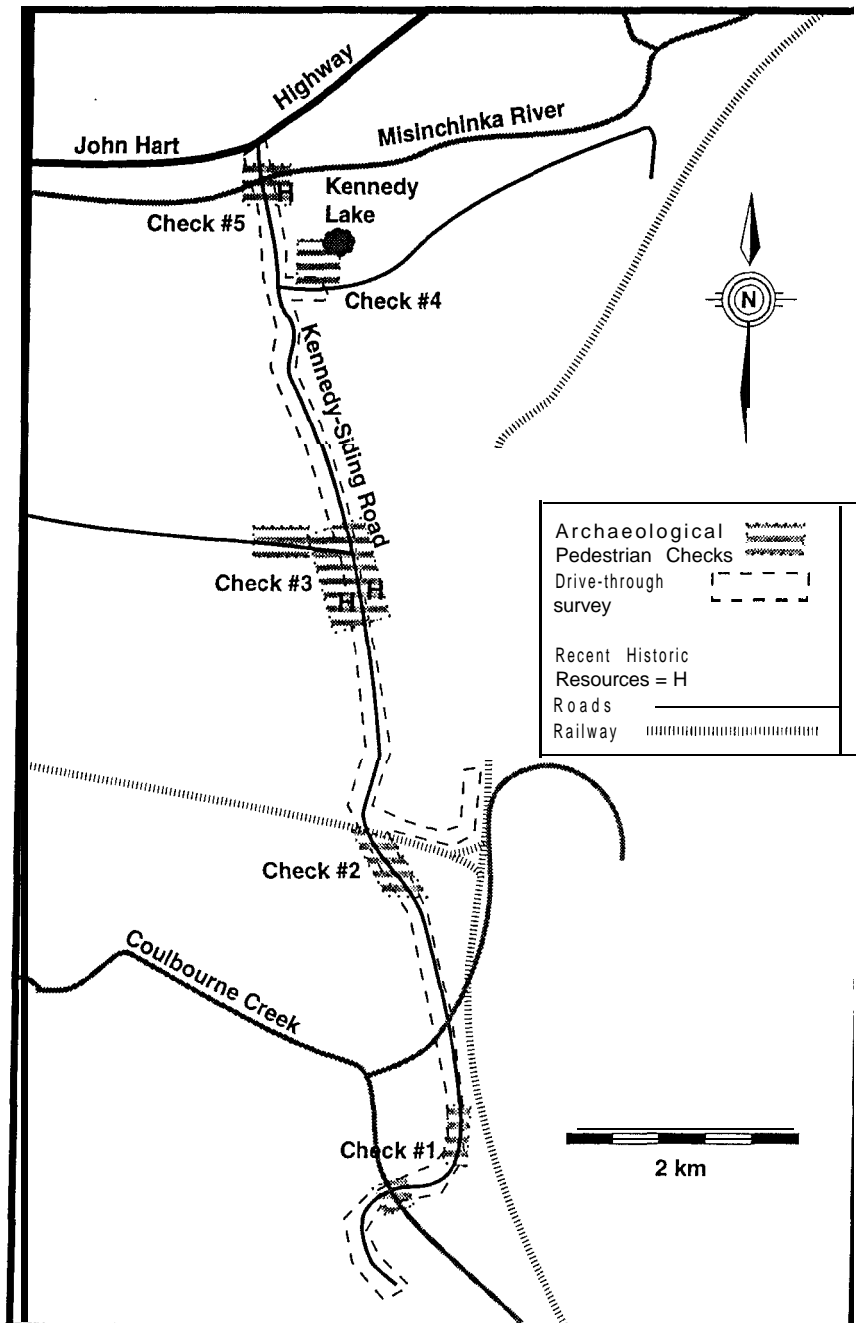 Highway
John Hart
Misinchinka River
H
Kennedy
Lake
Check #5
Check #4
N
Kennedy-Siding Road
Archaeological
Pedestrian Checks
Drive-through
survey
Recent Historic
Resources = H
Roads
Railway
Check #3
H
H
Check #2
Coulbourne Creek
Check #1
2 km